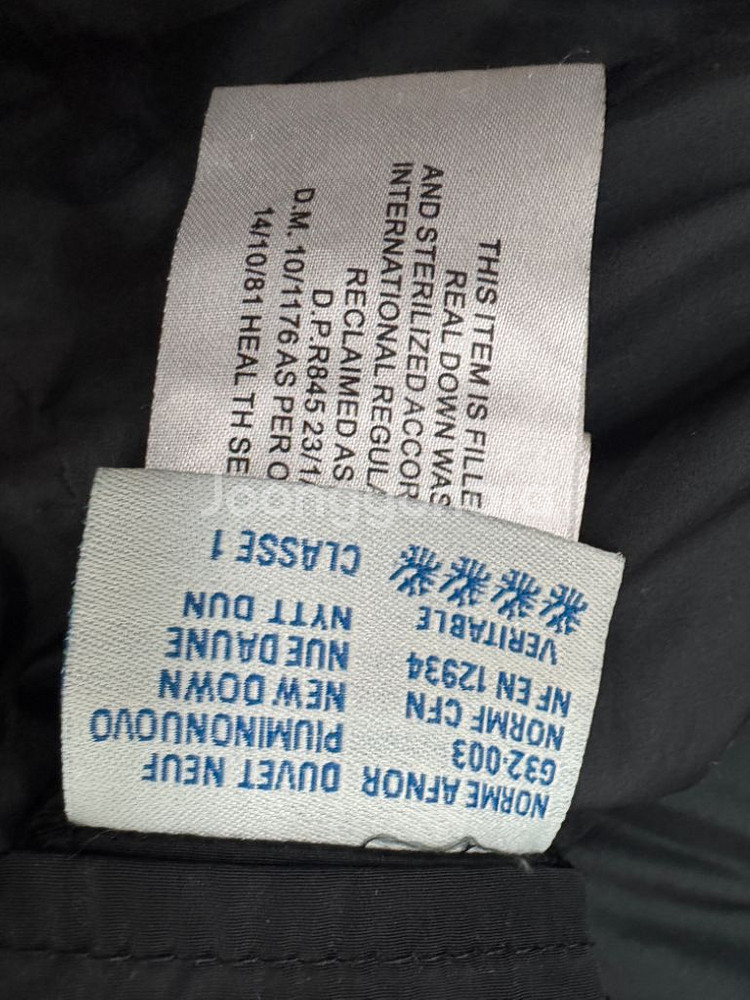 THIS ITEM IS FILLE
REAL DOWN WAS
AND STERILIZED ACCOR
INTERNATIONAL REGULA
RECLAIMED AS
D.P.R845 23/1
D.M. 10/1176 AS PER O
14/10/81 HEAL TH SE
NORME AFNOR DUVET NEUF
G32-003 PIUMINONUOVO
NORMF CFN NEW DOWN
NF EN 12934 NUE DAUNE
VERITABLE NYTT DUN
CLASSE 1